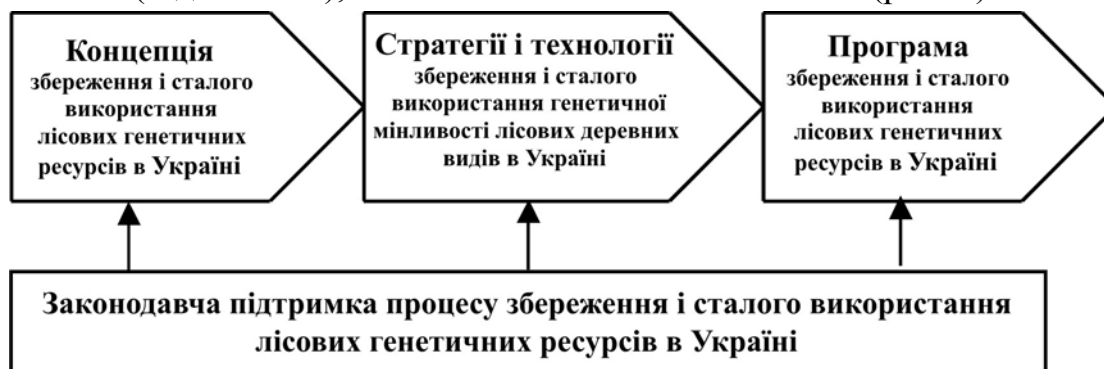 Концепція
збереження і сталого
використання
лісових генетичних
ресурсів в Україні
Стратегії і технології
збереження і сталого
використання генетичної
мінливості лісових деревних
видів в Україні
Програма
збереження і сталого
використання
лісових генетичних
ресурсів в Україні
Законодавча підтримка процесу збереження і сталого використання
лісових генетичних ресурсів в Україні